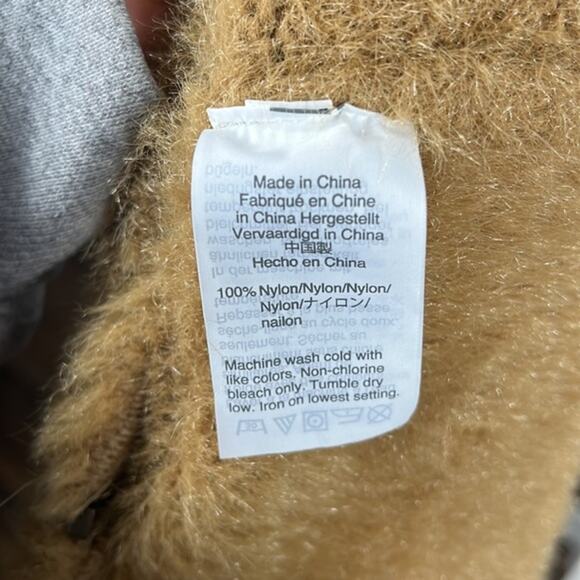 Made in China
Fabriqué en Chine
in China Hergestellt
Vervaardigd in China
中国製
Hecho en China
100% Nylon/Nylon/Nylon/
Nylon/ナイロン/
nailon
Machine wash cold with
like colors. Non-chlorine
bleach only. Tumble dry
low. Iron on lowest setting.